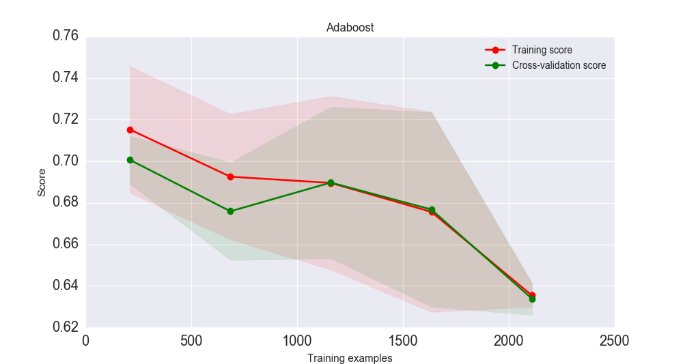 Adaboost
0.76
0.74
0.72
0.70
0.68
0.66
0.64
0.62
Score
Training score
Cross-validation score
0 500 1000 1500 2000 2500
Training examples